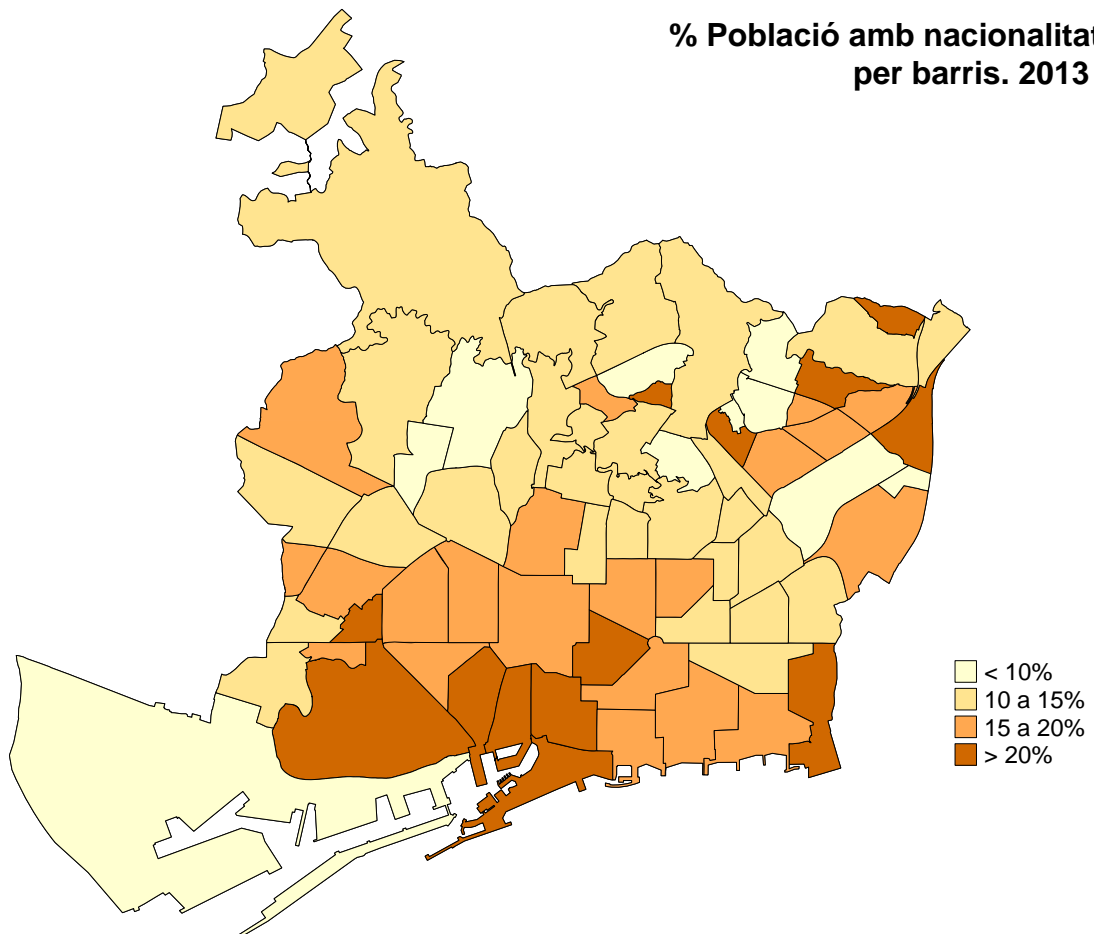 % Població amb nacionalitat
per barris. 2013
< 10%
10 a 15%
15 a 20%
> 20%